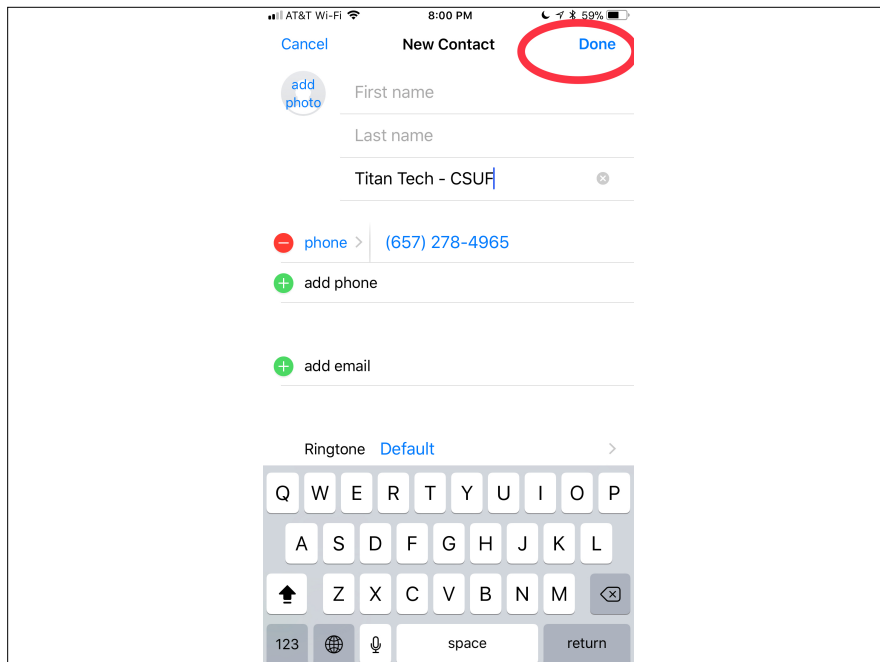 AT&T Wi-Fi 8:00 PM 59%
Cancel New Contact Done
add photo
First name
Last name
Titan Tech - CSUF
phone (657) 278-4965
add phone
add email
Ringtone Default
Q W E R T Y U I O P
A S D F G H J K L
Z X C V B N M
123 space return